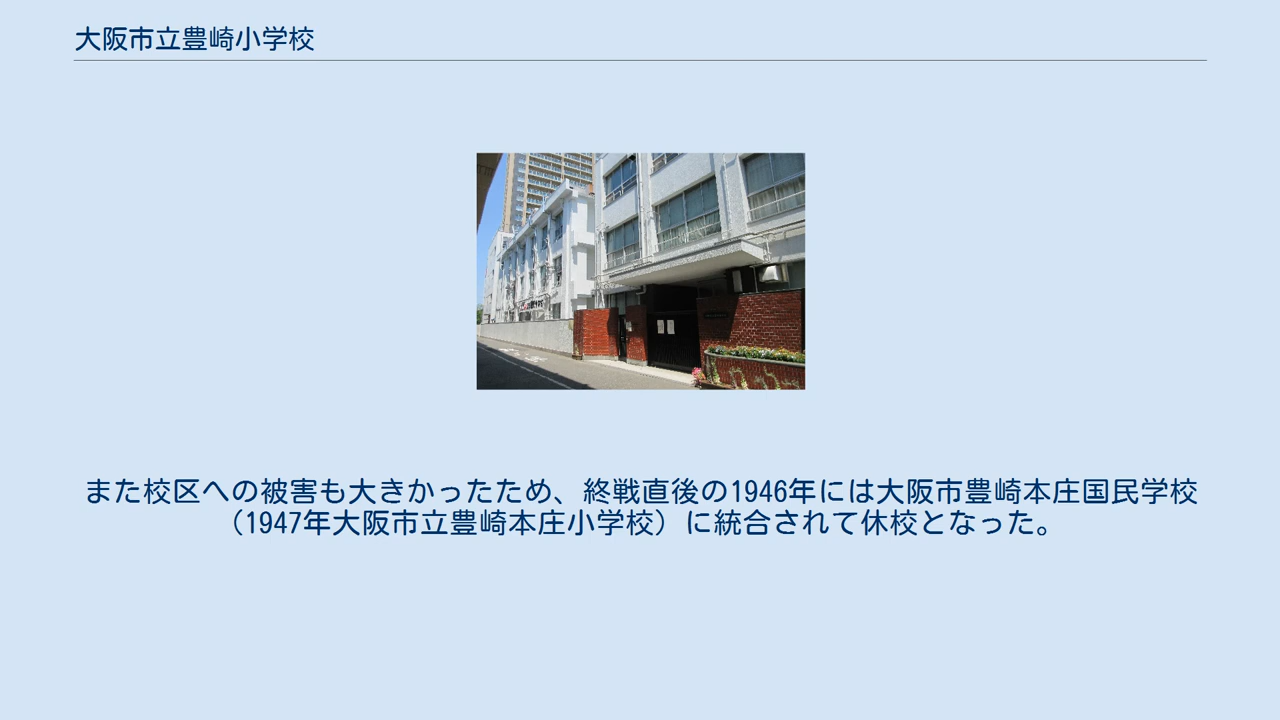 大阪市立豊崎小学校
また校区への被害も大きかったため、終戦直後の1946年には大阪市豊崎本庄国民学校
（1947年大阪市立豊崎本庄小学校）に統合されて休校となった。